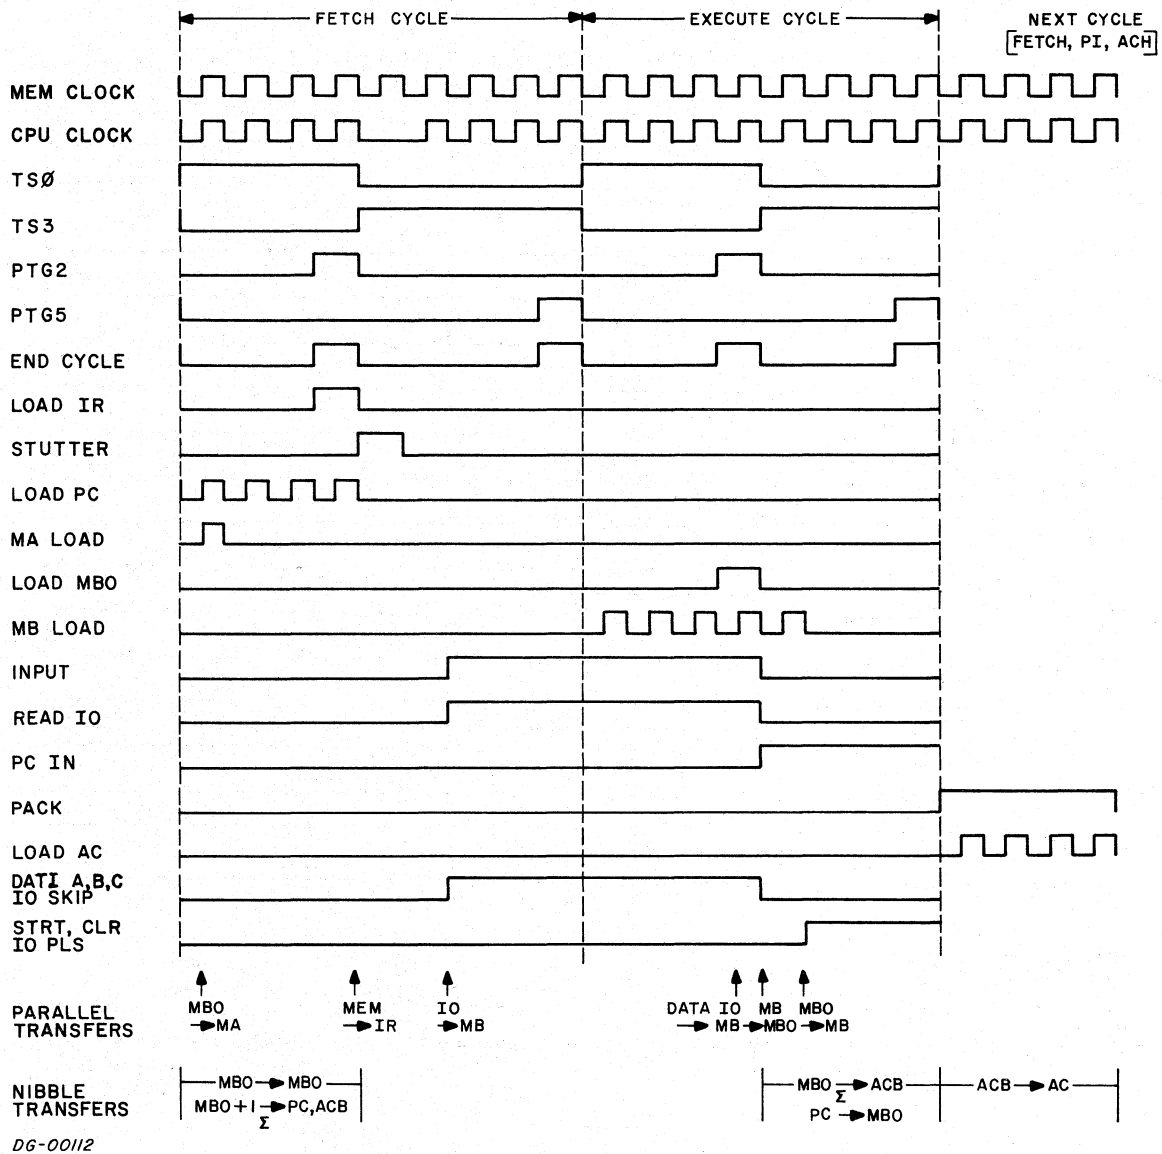 FETCH CYCLE EXECUTE CYCLE NEXT CYCLE
[FETCH, PI, ACH]
MEM CLOCK
CPU CLOCK
TSØ
TS3
PTG2
PTG5
END CYCLE
LOAD IR
STUTTER
LOAD PC
MA LOAD
LOAD MBO
MB LOAD
INPUT
READ IO
PC IN
PACK
LOAD AC
DATI A,B,C
IO SKIP
STRT, CLR
IO PLS
PARALLEL
TRANSFERS
MBO
→MA
MEM
→IR
IO
→MB
DATA IO MB MBO
→MB→MBO→MB
NIBBLE
TRANSFERS
MBO→MBO
MBO+1→PC,ACB
Σ
MBO→ACB
Σ
PC→MBO
ACB→AC
DG-00112